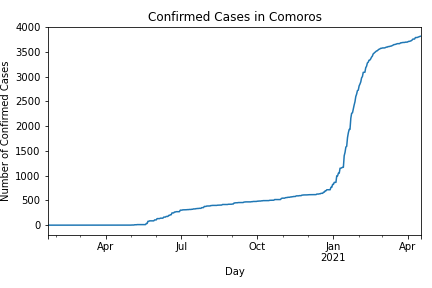 Confirmed Cases in Comoros
Number of Confirmed Cases
4000
3500
3000
2500
2000
1500
1000
500
0
Apr Jul Oct Jan Apr
2021
Day